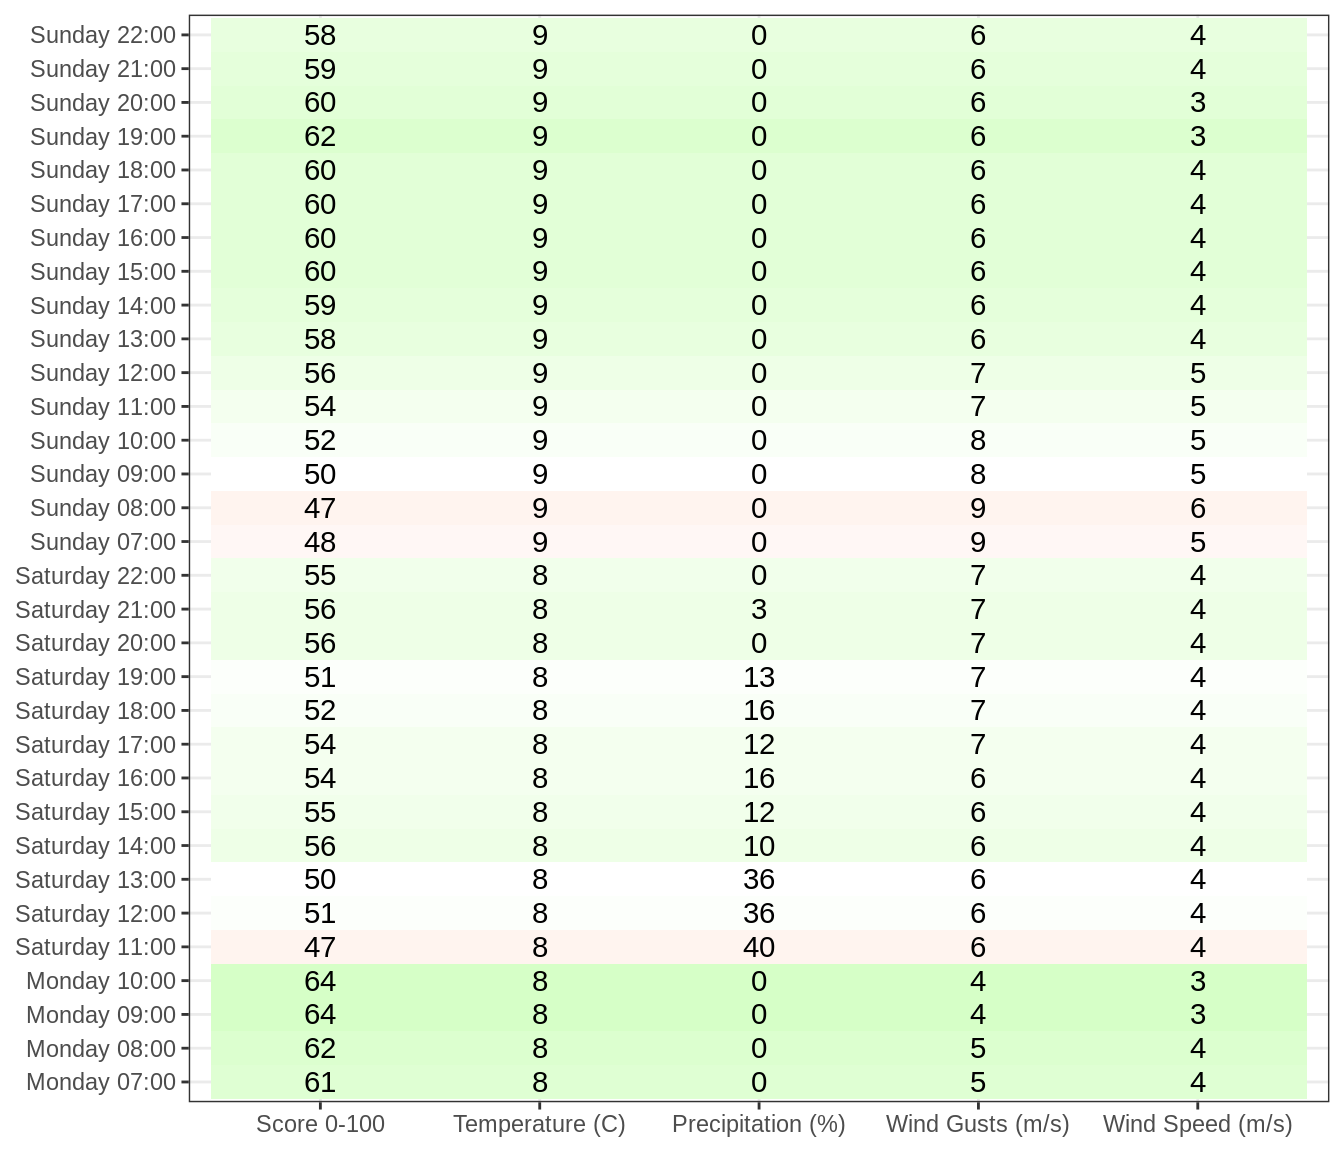 Sunday 22:00 58 9 0 6 4
Sunday 21:00 59 9 0 6 4
Sunday 20:00 60 9 0 6 3
Sunday 19:00 62 9 0 6 3
Sunday 18:00 60 9 0 6 4
Sunday 17:00 60 9 0 6 4
Sunday 16:00 60 9 0 6 4
Sunday 15:00 60 9 0 6 4
Sunday 14:00 59 9 0 6 4
Sunday 13:00 58 9 0 6 4
Sunday 12:00 56 9 0 7 5
Sunday 11:00 54 9 0 7 5
Sunday 10:00 52 9 0 8 5
Sunday 09:00 50 9 0 8 5
Sunday 08:00 47 9 0 9 6
Sunday 07:00 48 9 0 9 5
Saturday 22:00 55 8 0 7 4
Saturday 21:00 56 8 3 7 4
Saturday 20:00 56 8 0 7 4
Saturday 19:00 51 8 13 7 4
Saturday 18:00 52 8 16 7 4
Saturday 17:00 54 8 12 7 4
Saturday 16:00 54 8 16 6 4
Saturday 15:00 55 8 12 6 4
Saturday 14:00 56 8 10 6 4
Saturday 13:00 50 8 36 6 4
Saturday 12:00 51 8 36 6 4
Saturday 11:00 47 8 40 6 4
Monday 10:00 64 8 0 4 3
Monday 09:00 64 8 0 4 3
Monday 08:00 62 8 0 5 4
Monday 07:00 61 8 0 5 4
Score 0-100 Temperature (C) Precipitation (%) Wind Gusts (m/s) Wind Speed (m/s)